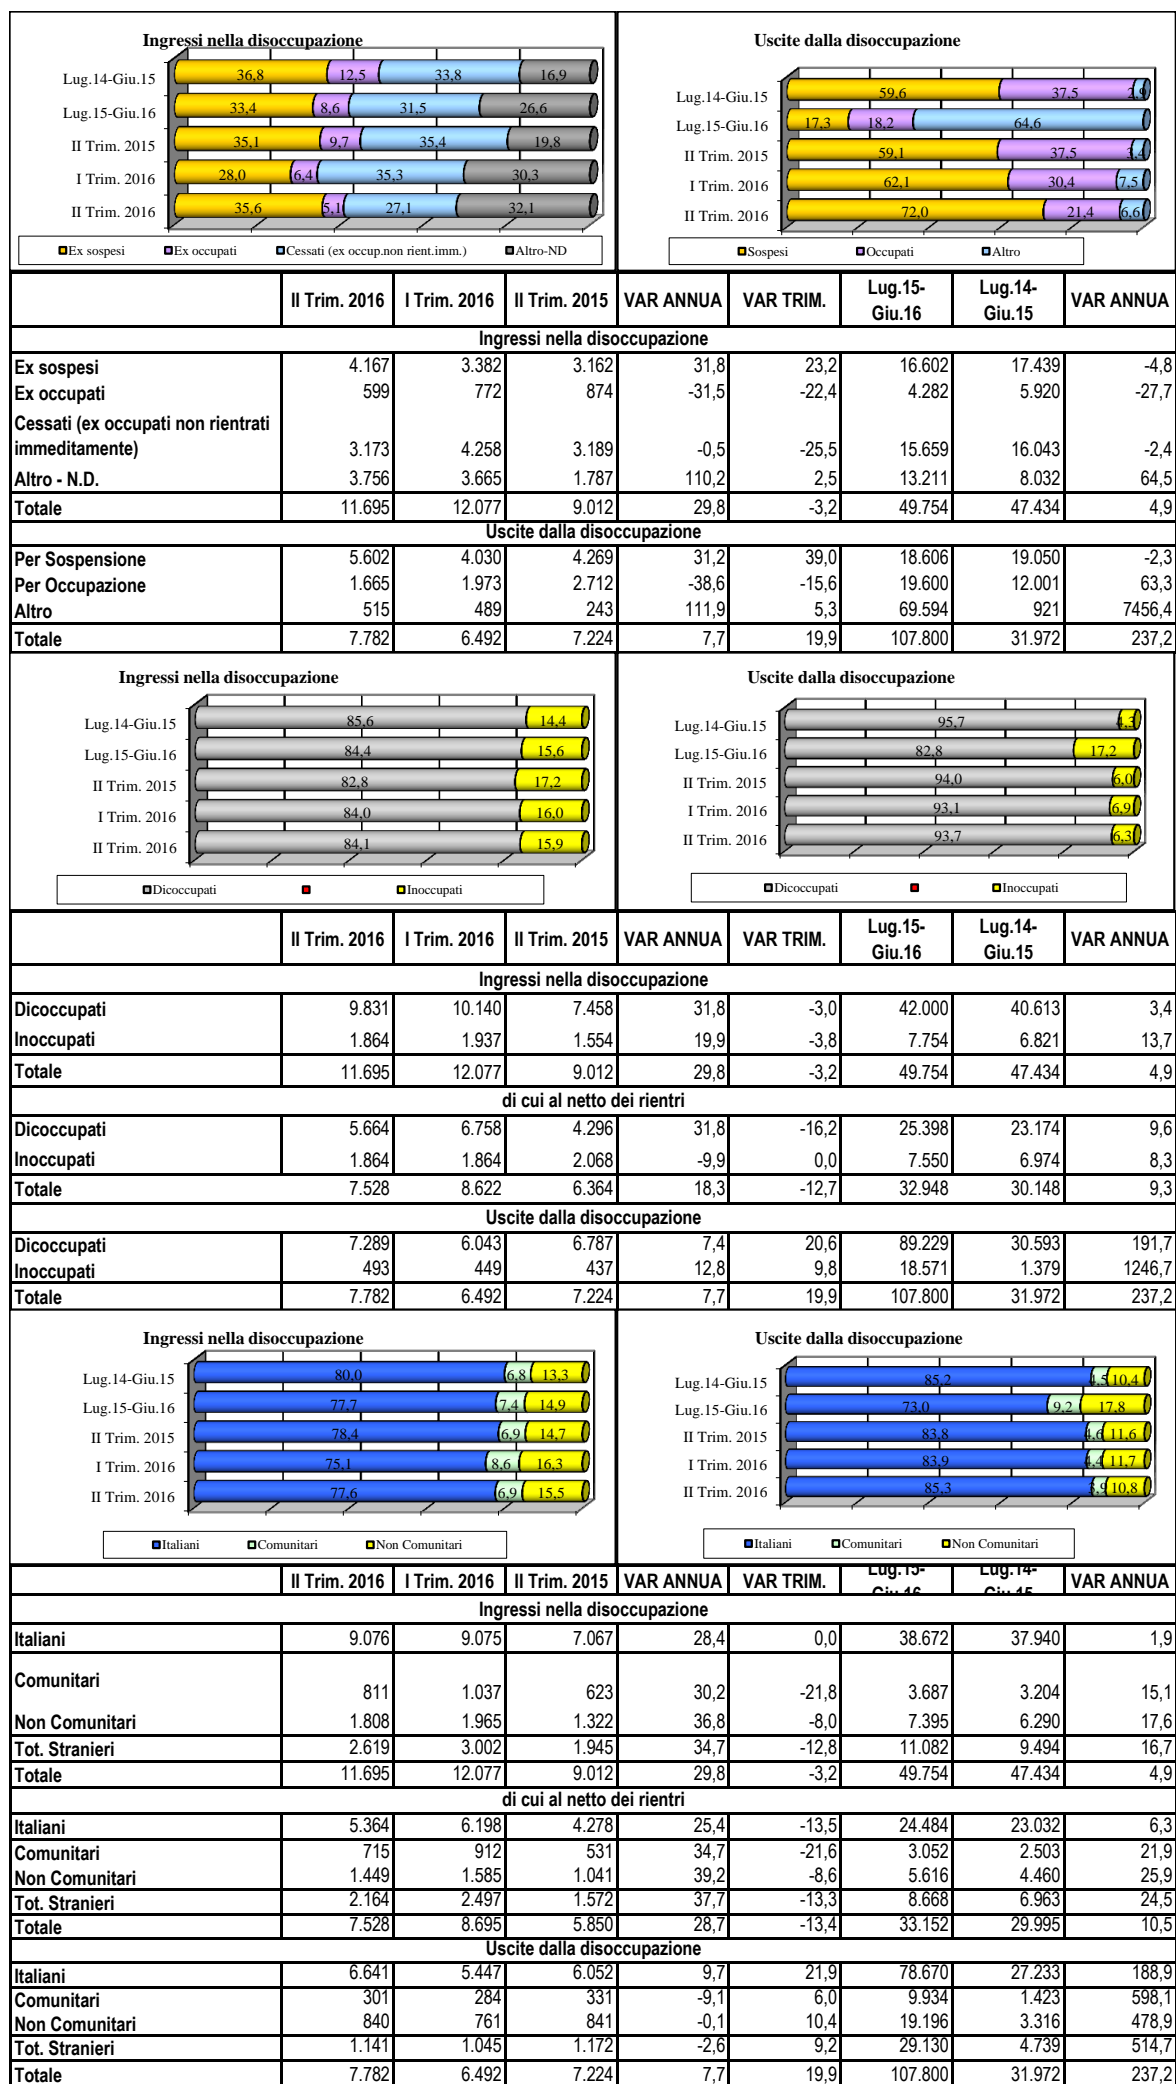 Ingressi nella disoccupazione
Lug.14-Giu.15 36,8 12,5 33,8 16,9
Lug.15-Giu.16 33,4 8,6 31,5 26,6
II Trim. 2015 35,1 9,7 35,4 19,8
I Trim. 2016 28,0 6,4 35,3 30,3
II Trim. 2016 35,6 5,1 27,1 32,1
Ex sospesi Ex occupati Cessati (ex occup.non rient.imm.) Altro-ND
Uscite dalla disoccupazione
Lug.14-Giu.15 59,6 37,5 2,9
Lug.15-Giu.16 17,3 18,2 64,6
II Trim. 2015 59,1 37,5 3,4
I Trim. 2016 62,1 30,4 7,5
II Trim. 2016 72,0 21,4 6,6
Sospesi Occupati Altro
II Trim. 2016 I Trim. 2016 II Trim. 2015 VAR ANNUA VAR TRIM. Lug.15-Giu.16 Lug.14-Giu.15 VAR ANNUA
Ingressi nella disoccupazione
Ex sospesi 4.167 3.382 3.162 31,8 23,2 16.602 17.439 -4,8
Ex occupati 599 772 874 -31,5 -22,4 4.282 5.920 -27,7
Cessati (ex occupati non rientrati
immeditamente) 3.173 4.258 3.189 -0,5 -25,5 15.659 16.043 -2,4
Altro - N.D. 3.756 3.665 1.787 110,2 2,5 13.211 8.032 64,5
Totale 11.695 12.077 9.012 29,8 -3,2 49.754 47.434 4,9
Uscite dalla disoccupazione
Per Sospensione 5.602 4.030 4.269 31,2 39,0 18.606 19.050 -2,3
Per Occupazione 1.665 1.973 2.712 -38,6 -15,6 19.600 12.001 63,3
Altro 515 489 243 111,9 5,3 69.594 921 7456,4
Totale 7.782 6.492 7.224 7,7 19,9 107.800 31.972 237,2
Ingressi nella disoccupazione
Lug.14-Giu.15 85,6 14,4
Lug.15-Giu.16 84,4 15,6
II Trim. 2015 82,8 17,2
I Trim. 2016 84,0 16,0
II Trim. 2016 84,1 15,9
Dicoccupati Inoccupati
Uscite dalla disoccupazione
Lug.14-Giu.15 95,7 4,3
Lug.15-Giu.16 82,8 17,2
II Trim. 2015 94,0 6,0
I Trim. 2016 93,1 6,9
II Trim. 2016 93,7 6,3
Dicoccupati Inoccupati
II Trim. 2016 I Trim. 2016 II Trim. 2015 VAR ANNUA VAR TRIM. Lug.15-Giu.16 Lug.14-Giu.15 VAR ANNUA
Ingressi nella disoccupazione
Dicoccupati 9.831 10.140 7.458 31,8 -3,0 42.000 40.613 3,4
Inoccupati 1.864 1.937 1.554 19,9 -3,8 7.754 6.821 13,7
Totale 11.695 12.077 9.012 29,8 -3,2 49.754 47.434 4,9
di cui al netto dei rientri
Dicoccupati 5.664 6.758 4.296 31,8 -16,2 25.398 23.174 9,6
Inoccupati 1.864 1.864 2.068 -9,9 0,0 7.550 6.974 8,3
Totale 7.528 8.622 6.364 18,3 -12,7 32.948 30.148 9,3
Uscite dalla disoccupazione
Dicoccupati 7.289 6.043 6.787 7,4 20,6 89.229 30.593 191,7
Inoccupati 493 449 437 12,8 9,8 18.571 1.379 1246,7
Totale 7.782 6.492 7.224 7,7 19,9 107.800 31.972 237,2
Ingressi nella disoccupazione
Lug.14-Giu.15 80,0 6,8 13,3
Lug.15-Giu.16 77,7 7,4 14,9
II Trim. 2015 78,4 6,9 14,7
I Trim. 2016 75,1 8,6 16,3
II Trim. 2016 77,6 6,9 15,5
Italiani Comunitari Non Comunitari
Uscite dalla disoccupazione
Lug.14-Giu.15 85,2 4,5 10,4
Lug.15-Giu.16 73,0 9,2 17,8
II Trim. 2015 83,8 4,6 11,6
I Trim. 2016 83,9 4,4 11,7
II Trim. 2016 85,3 3,9 10,8
Italiani Comunitari Non Comunitari
II Trim. 2016 I Trim. 2016 II Trim. 2015 VAR ANNUA VAR TRIM. Lug.15-Giu.16 Lug.14-Giu.15 VAR ANNUA
Ingressi nella disoccupazione
Italiani 9.076 9.075 7.067 28,4 0,0 38.672 37.940 1,9
Comunitari 811 1.037 623 30,2 -21,8 3.687 3.204 15,1
Non Comunitari 1.808 1.965 1.322 36,8 -8,0 7.395 6.290 17,6
Tot. Stranieri 2.619 3.002 1.945 34,7 -12,8 11.082 9.494 16,7
Totale 11.695 12.077 9.012 29,8 -3,2 49.754 47.434 4,9
di cui al netto dei rientri
Italiani 5.364 6.198 4.278 25,4 -13,5 24.484 23.032 6,3
Comunitari 715 912 531 34,7 -21,6 3.052 2.503 21,9
Non Comunitari 1.449 1.585 1.041 39,2 -8,6 5.616 4.460 25,9
Tot. Stranieri 2.164 2.497 1.572 37,7 -13,3 8.668 6.963 24,5
Totale 7.528 8.695 5.850 28,7 -13,4 33.152 29.995 10,5
Uscite dalla disoccupazione
Italiani 6.641 5.447 6.052 9,7 21,9 78.670 27.233 188,9
Comunitari 301 284 331 -9,1 6,0 9.934 1.423 598,1
Non Comunitari 840 761 841 -0,1 10,4 19.196 3.316 478,9
Tot. Stranieri 1.141 1.045 1.172 -2,6 9,2 29.130 4.739 514,7
Totale 7.782 6.492 7.224 7,7 19,9 107.800 31.972 237,2